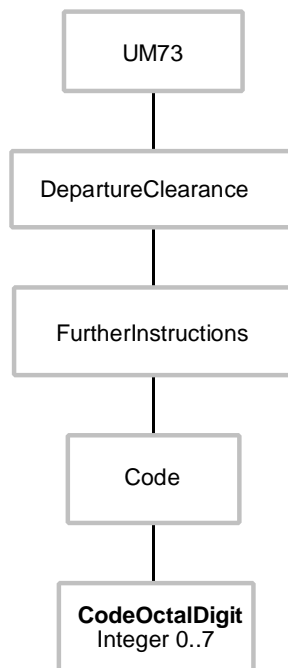 UM73
DepartureClearance
FurtherInstructions
Code
CodeOctalDigit
Integer 0..7